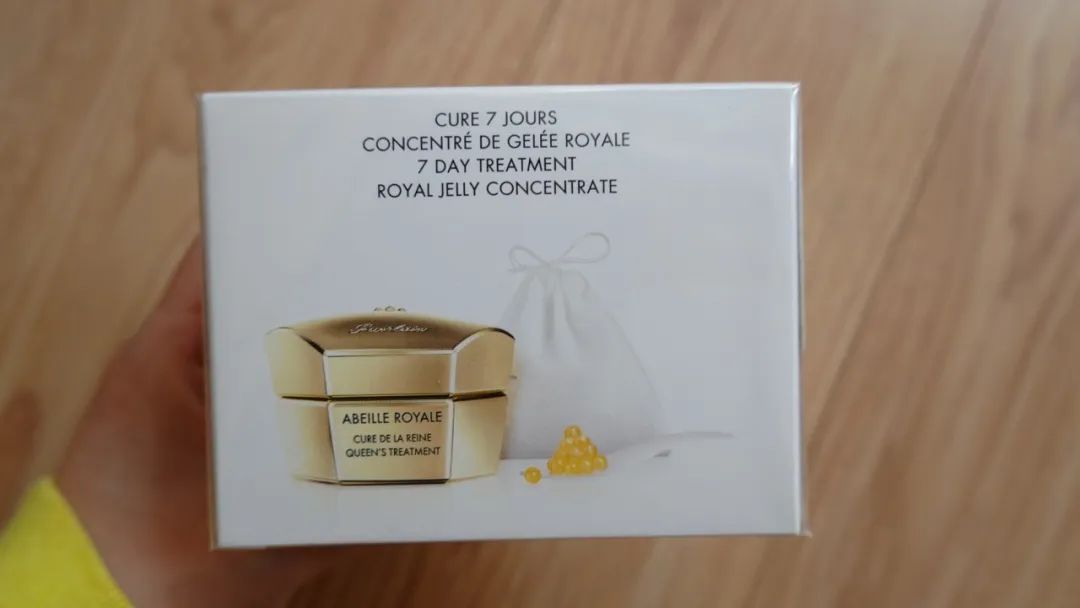 CURE 7 JOURS
CONCENTRÉ DE GELÉE ROYALE
7 DAY TREATMENT
ROYAL JELLY CONCENTRATE
Guerlain
ABEILLE ROYALE
CURE DE LA REINE
QUEEN'S TREATMENT